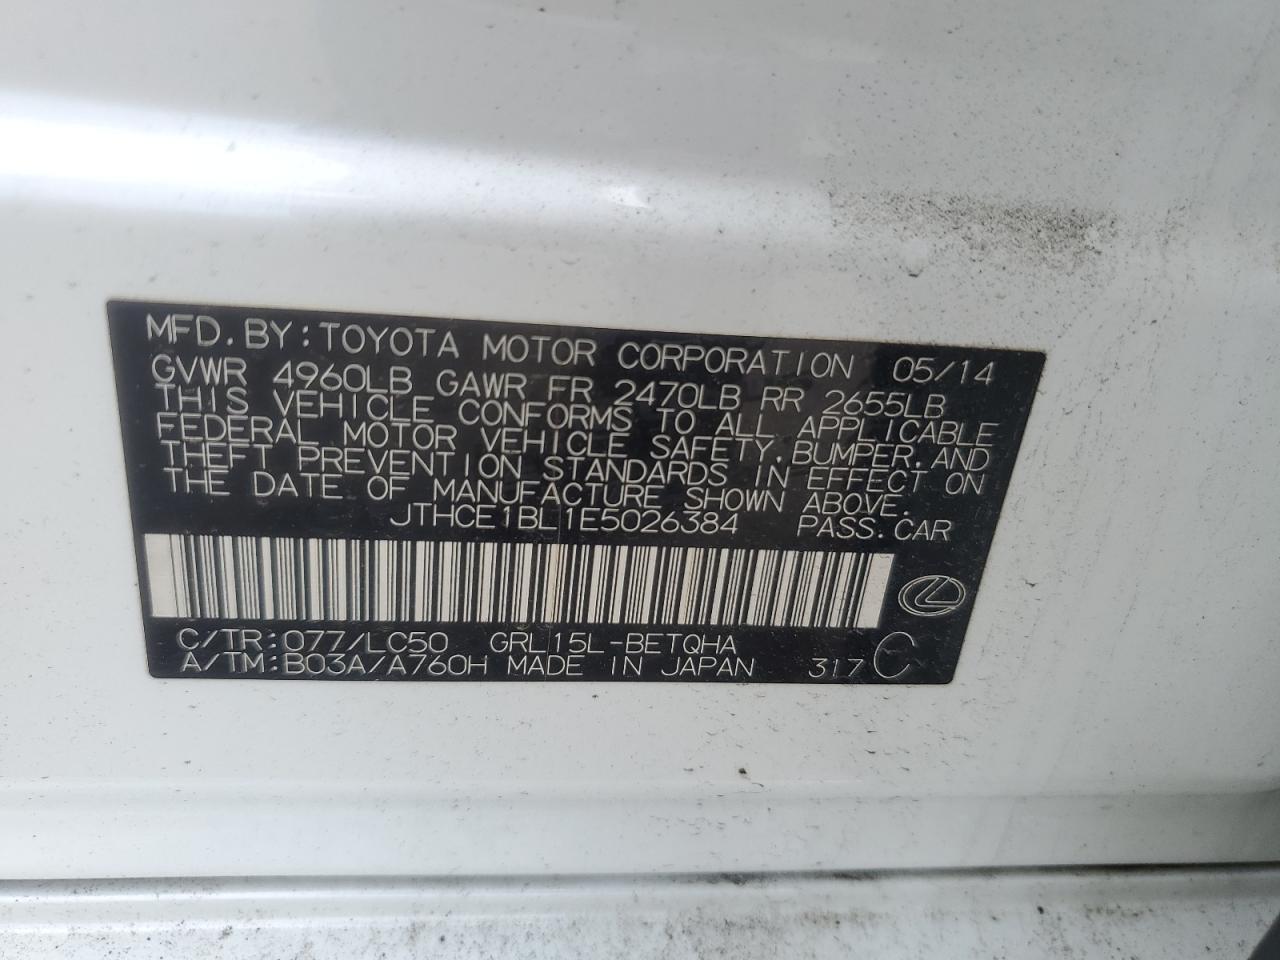 MFD.BY:TOYOTA MOTOR CORPORATION 05/14
GVWR 4960LB GAWR FR 2470LB RR 2655LB
THIS VEHICLE CONFORMS TO ALL APPLICABLE
FEDERAL MOTOR VEHICLE SAFETY,BUMPER,AND
THEFT PREVENTION STANDARDS IN EFFECT ON
THE DATE OF MANUFACTURE SHOWN ABOVE.
JTHCE1BL1E5026384 PASS.CAR
C/TR:077/LC50 GRL15L-BETQHA
A/TM:B03A/A760H MADE IN JAPAN 317 C